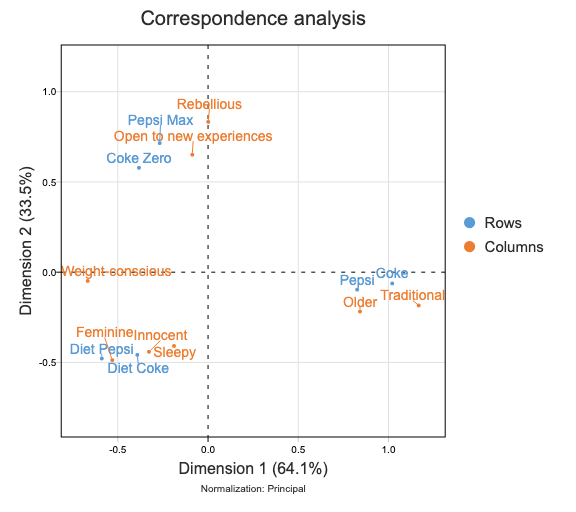 Correspondence analysis
1.0
Rebellious
Pepsi Max
Open to new experiences
Coke Zero
0.5
Rows
Columns
Dimension 2 (33.5%)
0.0
Weight-conscious
Pepsi
Coke
Older
Traditional
Feminine
Innocent
Diet Pepsi
Sleepy
-0.5
Diet Coke
-0.5
0.0
0.5
1.0
Dimension 1 (64.1%)
Normalization: Principal